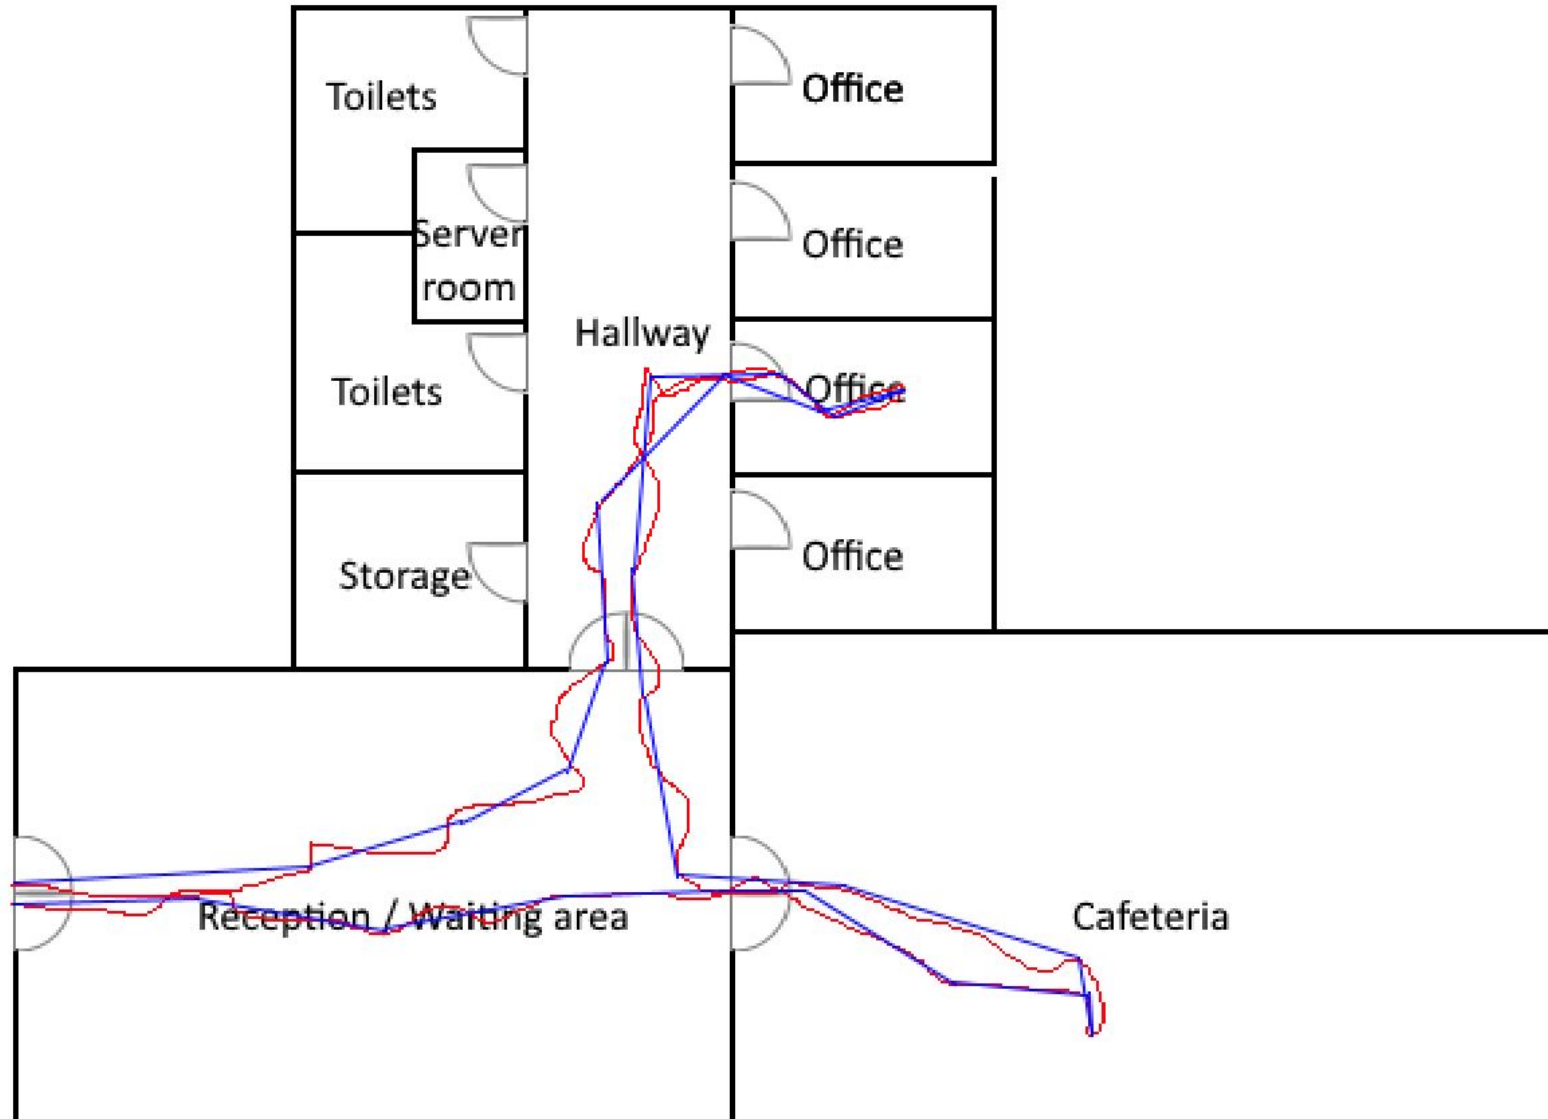 Toilets
Office
Server
room
Office
Hallway
Toilets
Office
Storage
Office
Reception / Waiting area
Cafeteria